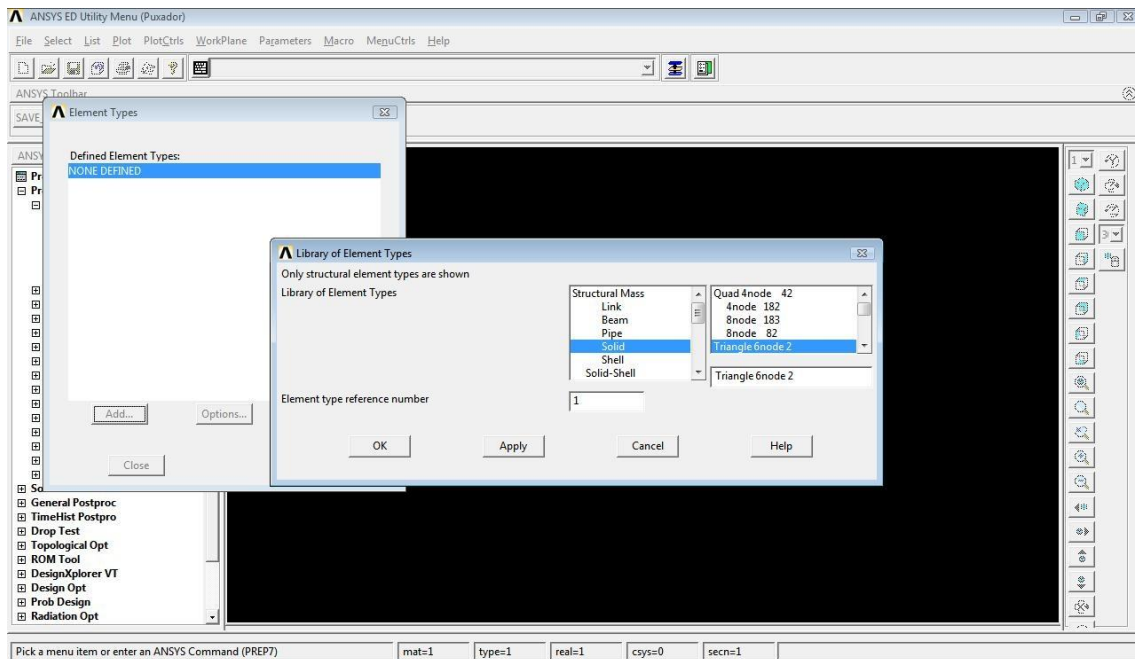 ANSYS ED Utility Menu (Puxador)
File Select List Plot PlotCtrls WorkPlane Parameters Macro MenuCtrls Help
ANSYS Toolbar
SAVE
Element Types
Defined Element Types:
NONE DEFINED
Add...
Options...
Close
Library of Element Types
Only structural element types are shown
Library of Element Types
Structural Mass
Link
Beam
Pipe
Solid
Shell
Solid-Shell
Quad 4node 42
4node 182
8node 183
8node 82
Triangle 6node 2
Triangle 6node 2
Element type reference number
1
OK
Apply
Cancel
Help
1
3
General Postproc
TimeHist Postpro
Drop Test
Topological Opt
ROM Tool
DesignXplorer VT
Design Opt
Prob Design
Radiation Opt
Pick a menu item or enter an ANSYS Command (PREP7)
mat=1
type=1
real=1
csys=0
secn=1